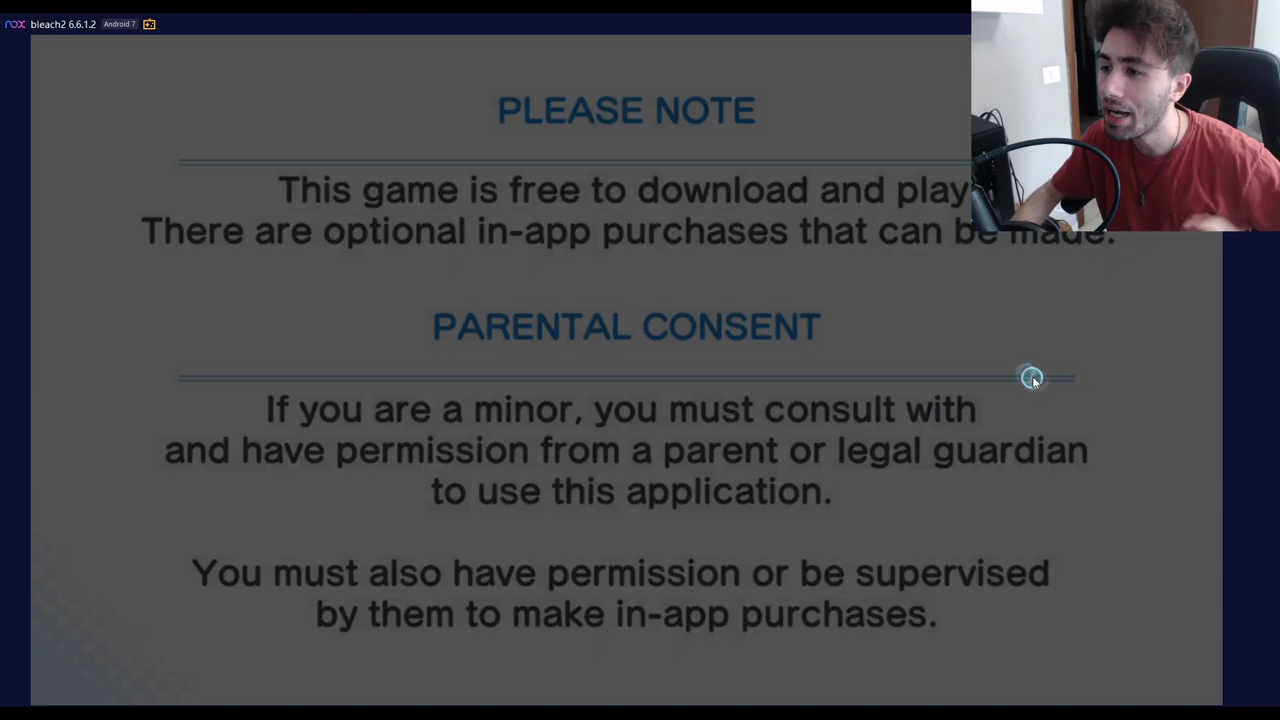 nox bleach2 6.6.1.2 Android 7
PLEASE NOTE
This game is free to download and play
There are optional in-app purchases that can be made.
PARENTAL CONSENT
If you are a minor, you must consult with
and have permission from a parent or legal guardian
to use this application.
You must also have permission or be supervised
by them to make in-app purchases.